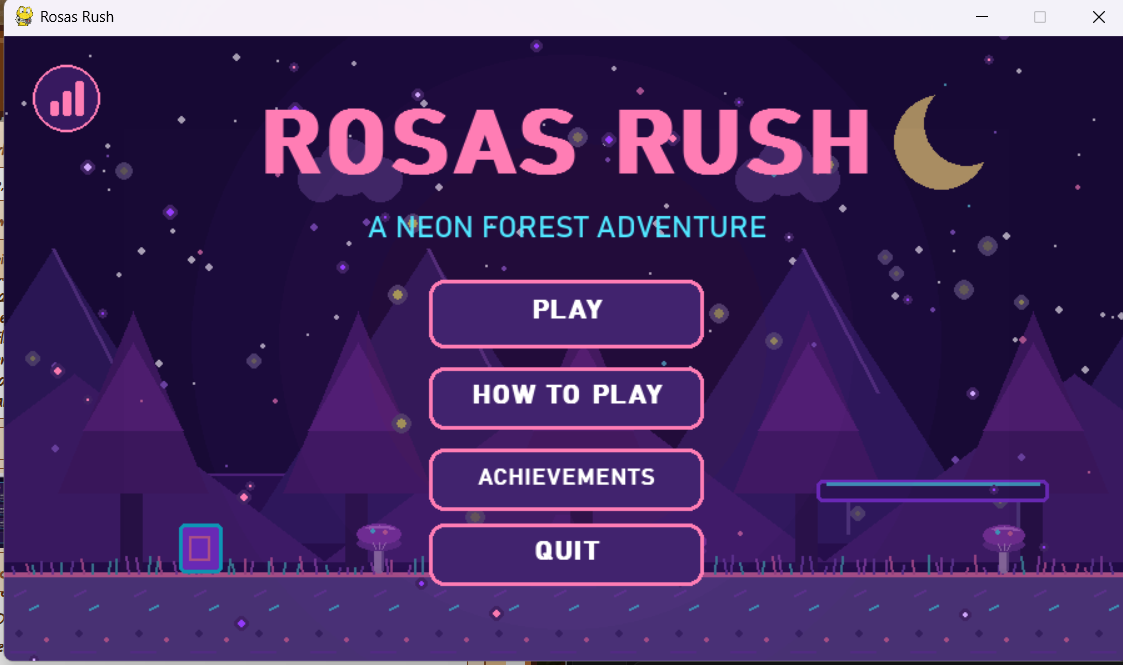 Rosas Rush
ROSAS RUSH
A NEON FOREST ADVENTURE
PLAY
HOW TO PLAY
ACHIEVEMENTS
QUIT